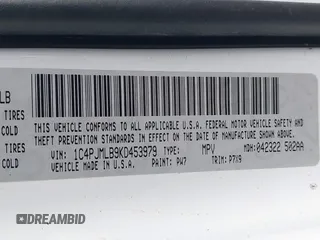 LB
TIRES
COLD
THIS VEHICLE CONFORMS TO ALL APPLICABLE U.S.A. FEDERAL MOTOR VEHICLE
TIRES SAFETY BUMPER AND THEFT PREVENTION STANDARDS IN EFFECT ON THE DATE OF
COLD MANUFACTURE SHOWN ABOVE
VIN: 1C4PJMLB9KD453979 TYPE: MPV MDH: 042322 502AA
VEHICLE MADE IN U.S.A. PAINT: PW7 TRIM: P7X9
DREAMBID